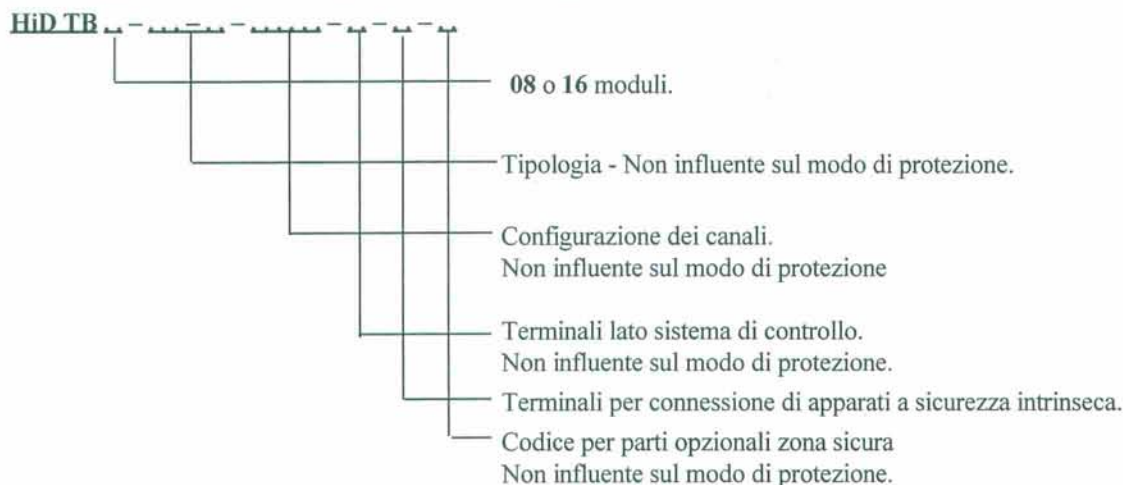 HiD TB .. – ... – .. – ..... – .. – .. – ..
08 o 16 moduli.
Tipologia - Non influente sul modo di protezione.
Configurazione dei canali.
Non influente sul modo di protezione
Terminali lato sistema di controllo.
Non influente sul modo di protezione.
Terminali per connessione di apparati a sicurezza intrinseca.
Codice per parti opzionali zona sicura
Non influente sul modo di protezione.